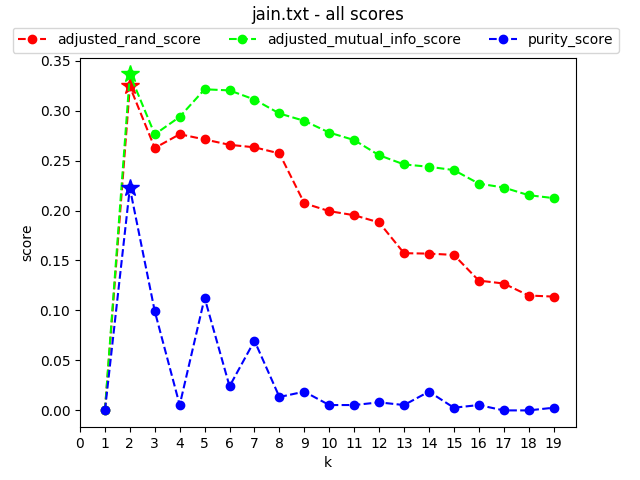 jain.txt - all scores
adjusted_rand_score adjusted_mutual_info_score purity_score
0.35
0.30
0.25
0.20
0.15
0.10
0.05
0.00
score
0 1 2 3 4 5 6 7 8 9 10 11 12 13 14 15 16 17 18 19
k